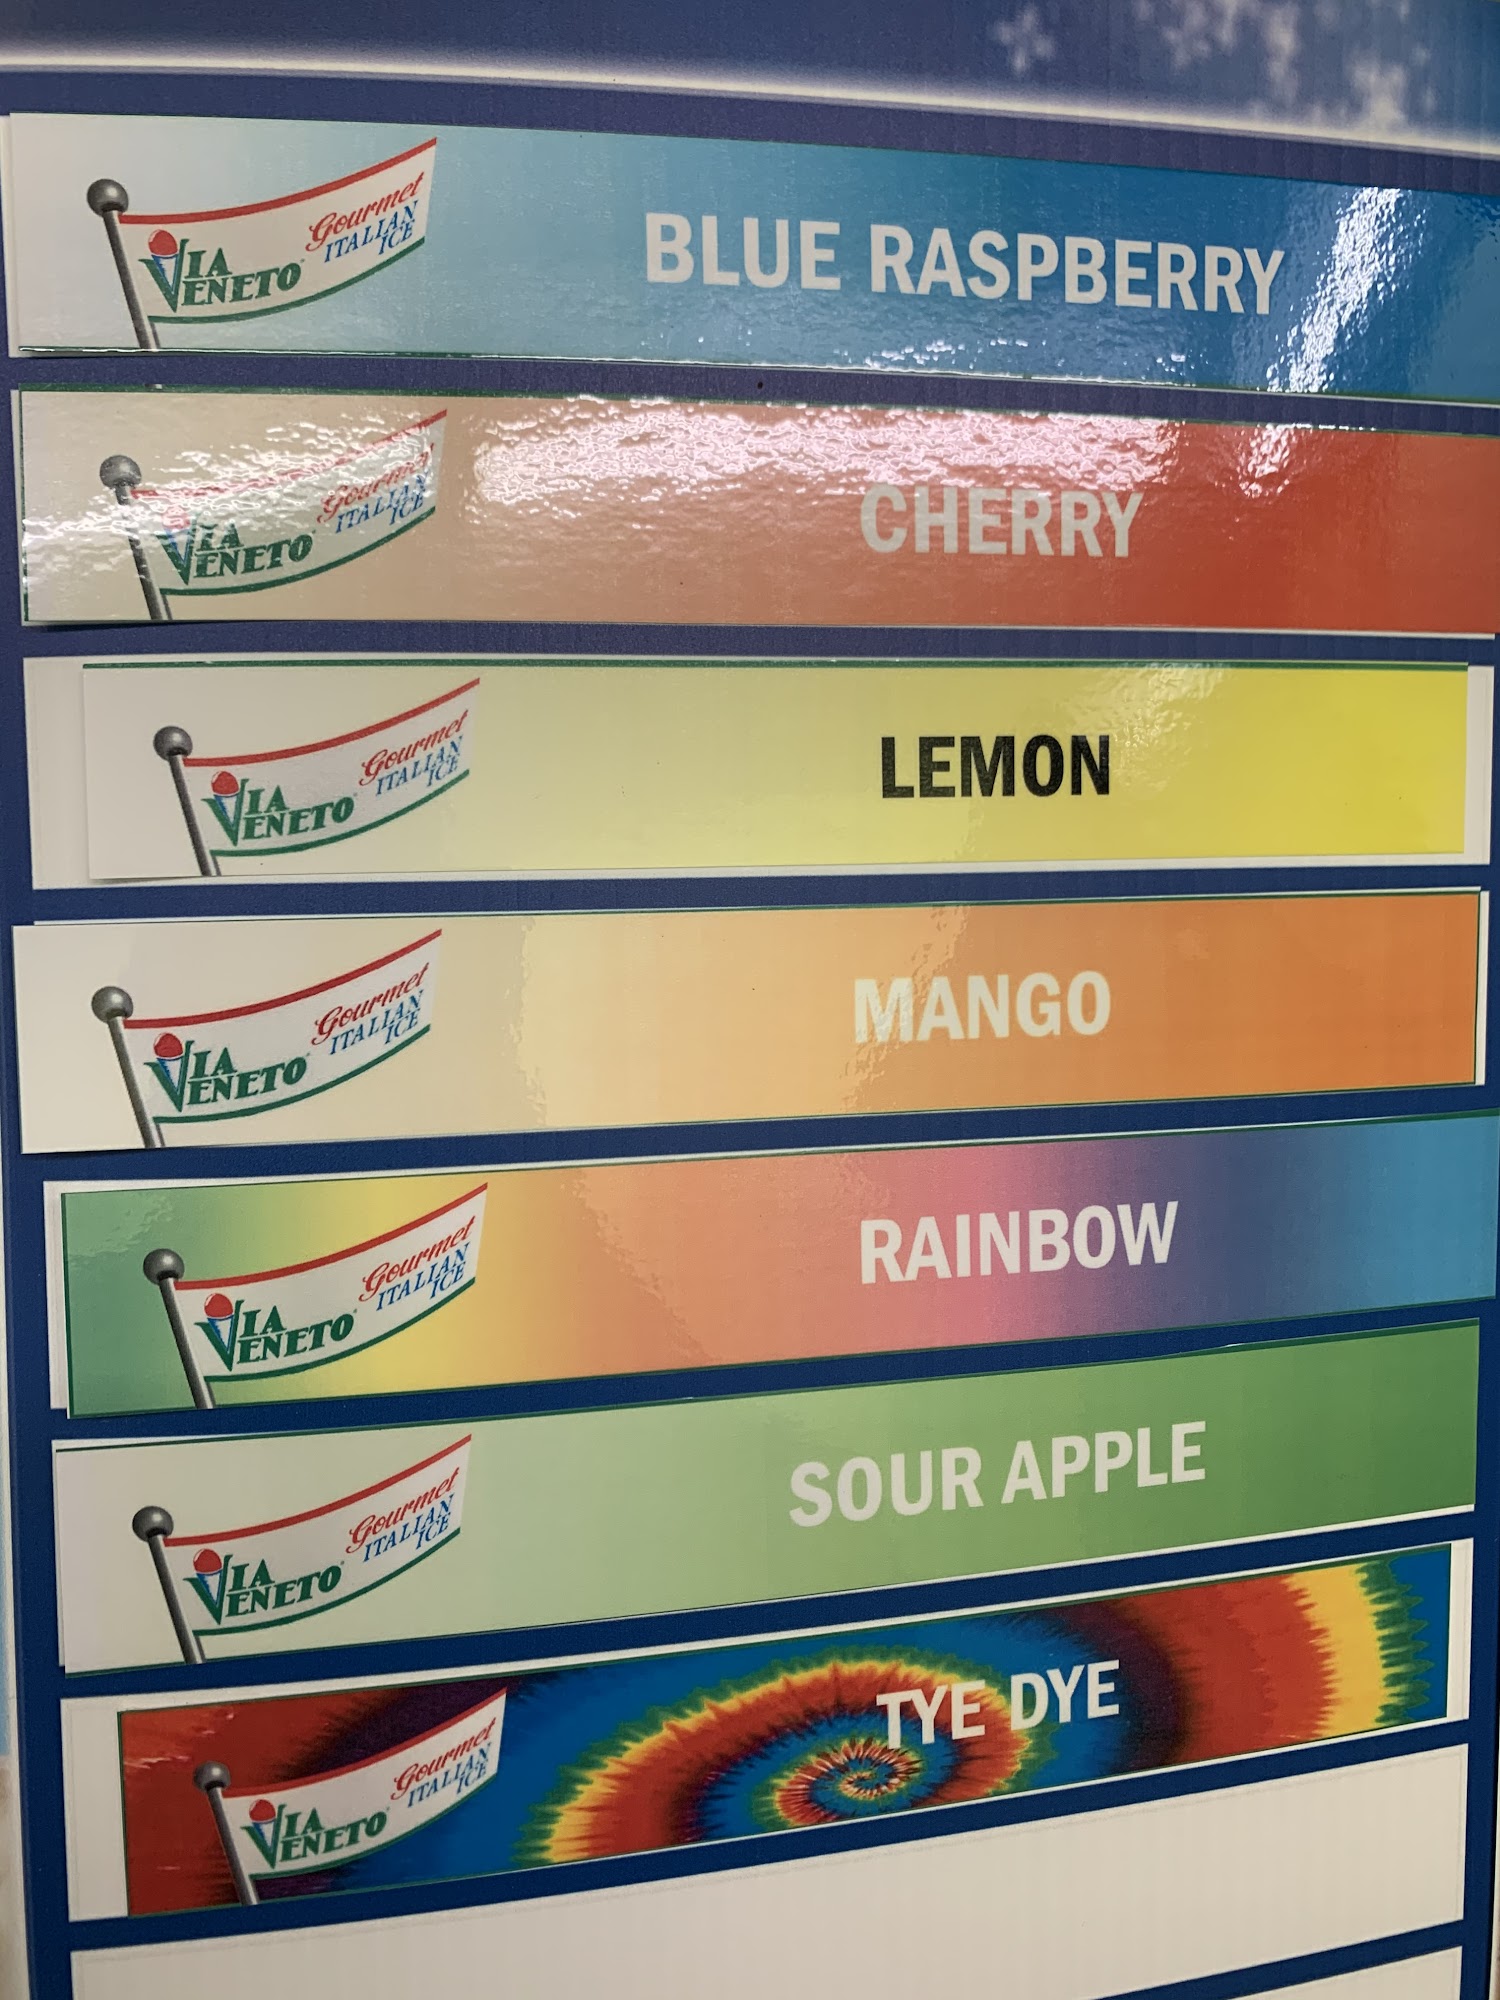 VIA VENETO
Gourmet
ITALIAN
ICE
BLUE RASPBERRY
VIA VENETO
Gourmet
ITALIAN
ICE
CHERRY
VIA VENETO
Gourmet
ITALIAN
ICE
LEMON
VIA VENETO
Gourmet
ITALIAN
ICE
MANGO
VIA VENETO
Gourmet
ITALIAN
ICE
RAINBOW
VIA VENETO
Gourmet
ITALIAN
ICE
SOUR APPLE
VIA VENETO
Gourmet
ITALIAN
ICE
TYE DYE